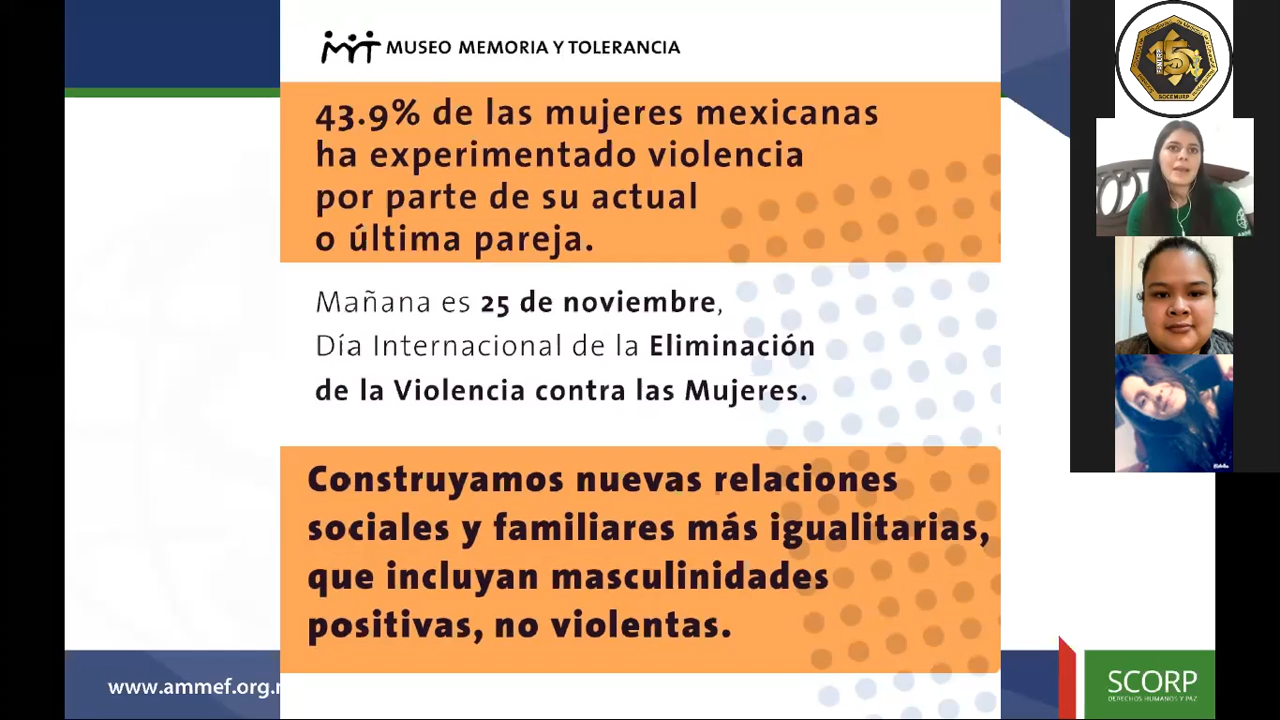 MUSEO MEMORIA Y TOLERANCIA
43.9% de las mujeres mexicanas
ha experimentado violencia
por parte de su actual
o última pareja.
Mañana es 25 de noviembre,
Día Internacional de la Eliminación
de la Violencia contra las Mujeres.
Construyamos nuevas relaciones
sociales y familiares más igualitarias,
que incluyan masculinidades
positivas, no violentas.
www.ammef.org.
SCORP
DERECHOS HUMANOS Y PAZ
15
SOCEMURP